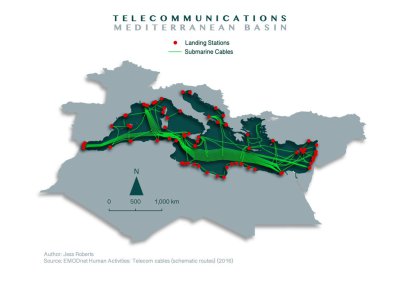 TELECOMMUNICATIONS
MEDITERRANEAN BASIN
Landing Stations
Submarine Cables
N
0 500 1,000 km
Author: Jess Roberts
Source: EMODnet Human Activities: Telecom cables (schematic routes) (2016)